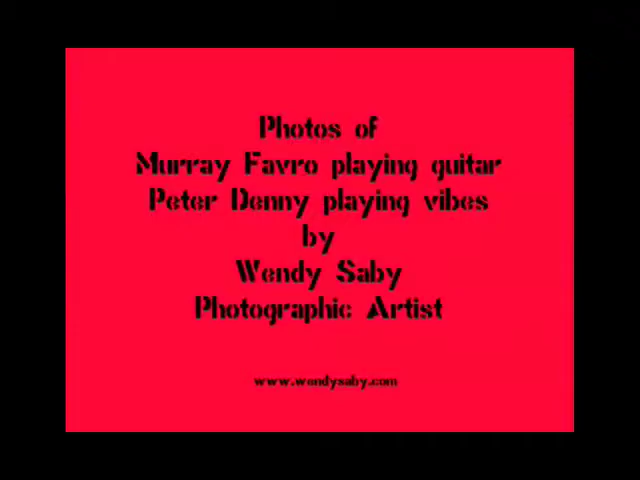 Photos of
Murray Favro playing guitar
Peter Denny playing vibes
by
Wendy Saby
Photographic Artist
www.wendysaby.com